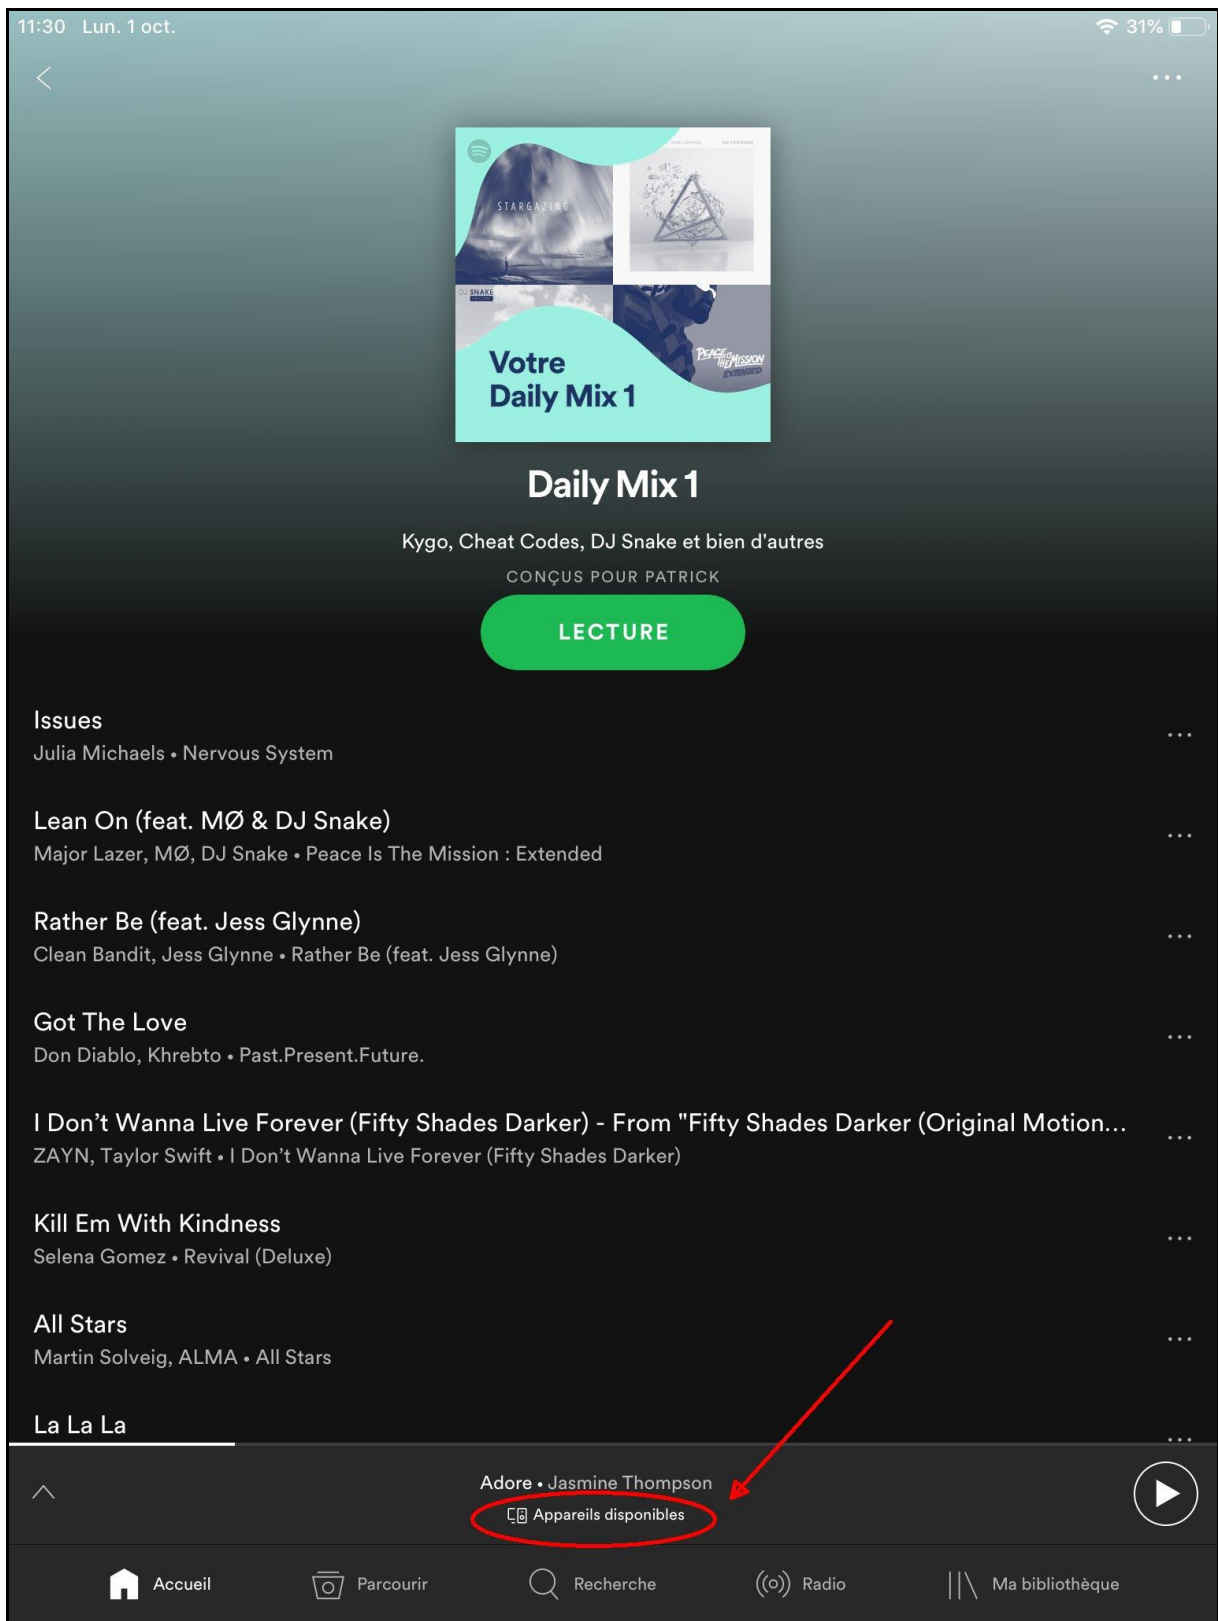 11:30 Lun. 1 oct. 31%
STARGAZING
DJ SNAKE
PEACE IS THE MISSION
EXTENDED
Votre
Daily Mix 1
Daily Mix 1
Kygo, Cheat Codes, DJ Snake et bien d'autres
CONÇUS POUR PATRICK
LECTURE
Issues
Julia Michaels • Nervous System
Lean On (feat. MØ & DJ Snake)
Major Lazer, MØ, DJ Snake • Peace Is The Mission : Extended
Rather Be (feat. Jess Glynne)
Clean Bandit, Jess Glynne • Rather Be (feat. Jess Glynne)
Got The Love
Don Diablo, Khrebto • Past.Present.Future.
I Don’t Wanna Live Forever (Fifty Shades Darker) - From "Fifty Shades Darker (Original Motion...
ZAYN, Taylor Swift • I Don’t Wanna Live Forever (Fifty Shades Darker)
Kill Em With Kindness
Selena Gomez • Revival (Deluxe)
All Stars
Martin Solveig, ALMA • All Stars
La La La
Adore • Jasmine Thompson
Appareils disponibles
Accueil Parcourir Recherche Radio Ma bibliothèque